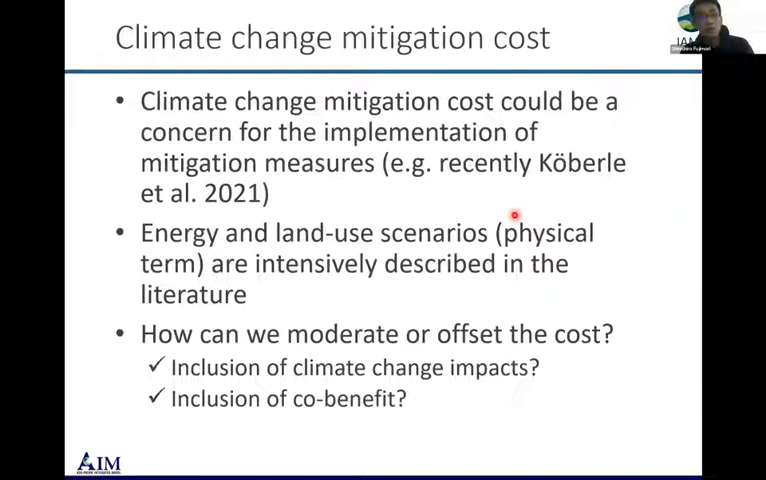 Climate change mitigation cost
• Climate change mitigation cost could be a
concern for the implementation of
mitigation measures (e.g. recently Köberle
et al. 2021)
• Energy and land-use scenarios (physical
term) are intensively described in the
literature
• How can we moderate or offset the cost?
✓ Inclusion of climate change impacts?
✓ Inclusion of co-benefit?
AIM
Shinichiro Fujimori